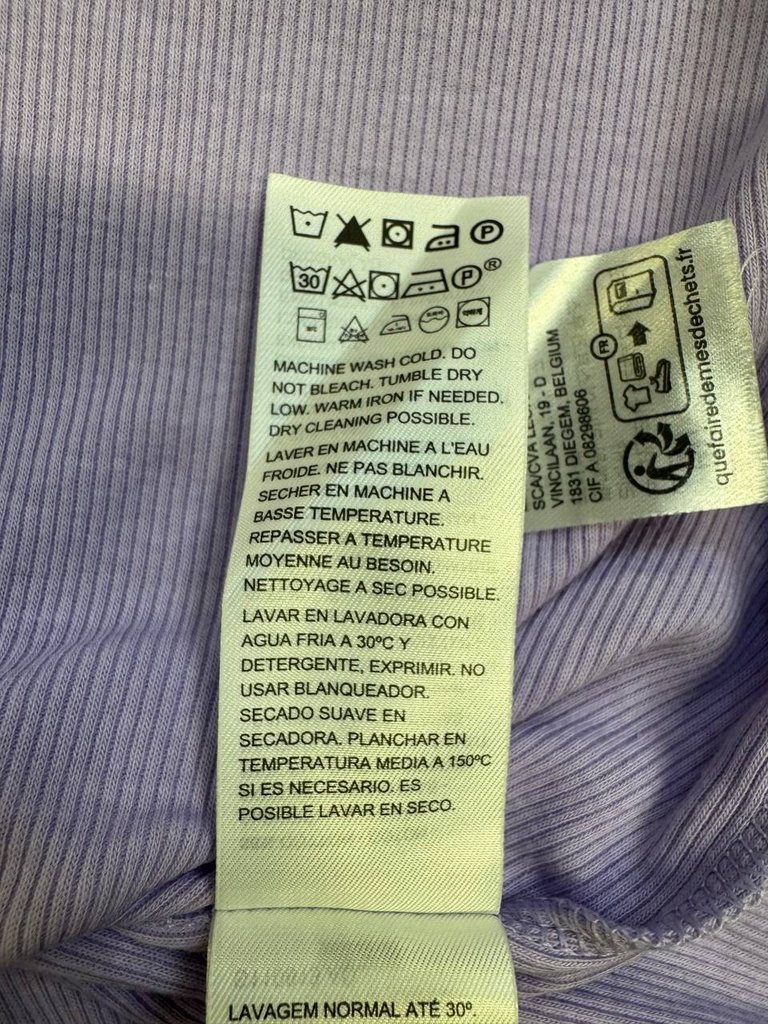 P
30 P ®
MACHINE WASH COLD. DO
NOT BLEACH. TUMBLE DRY
LOW. WARM IRON IF NEEDED.
DRY CLEANING POSSIBLE.
LAVER EN MACHINE A L'EAU
FROIDE. NE PAS BLANCHIR.
SECHER EN MACHINE A
BASSE TEMPERATURE.
REPASSER A TEMPERATURE
MOYENNE AU BESOIN.
NETTOYAGE A SEC POSSIBLE.
LAVAR EN LAVADORA CON
AGUA FRIA A 30ºC Y
DETERGENTE, EXPRIMIR. NO
USAR BLANQUEADOR.
SECADO SUAVE EN
SECADORA. PLANCHAR EN
TEMPERATURA MEDIA A 150ºC
SI ES NECESARIO. ES
POSIBLE LAVAR EN SECO.
LAVAGEM NORMAL ATÉ 30º.
VINCILAAN, 19 - D
1831 DIEGEM, BELGIUM
CIF A 08298606
FR
quefairedemesdechets.fr